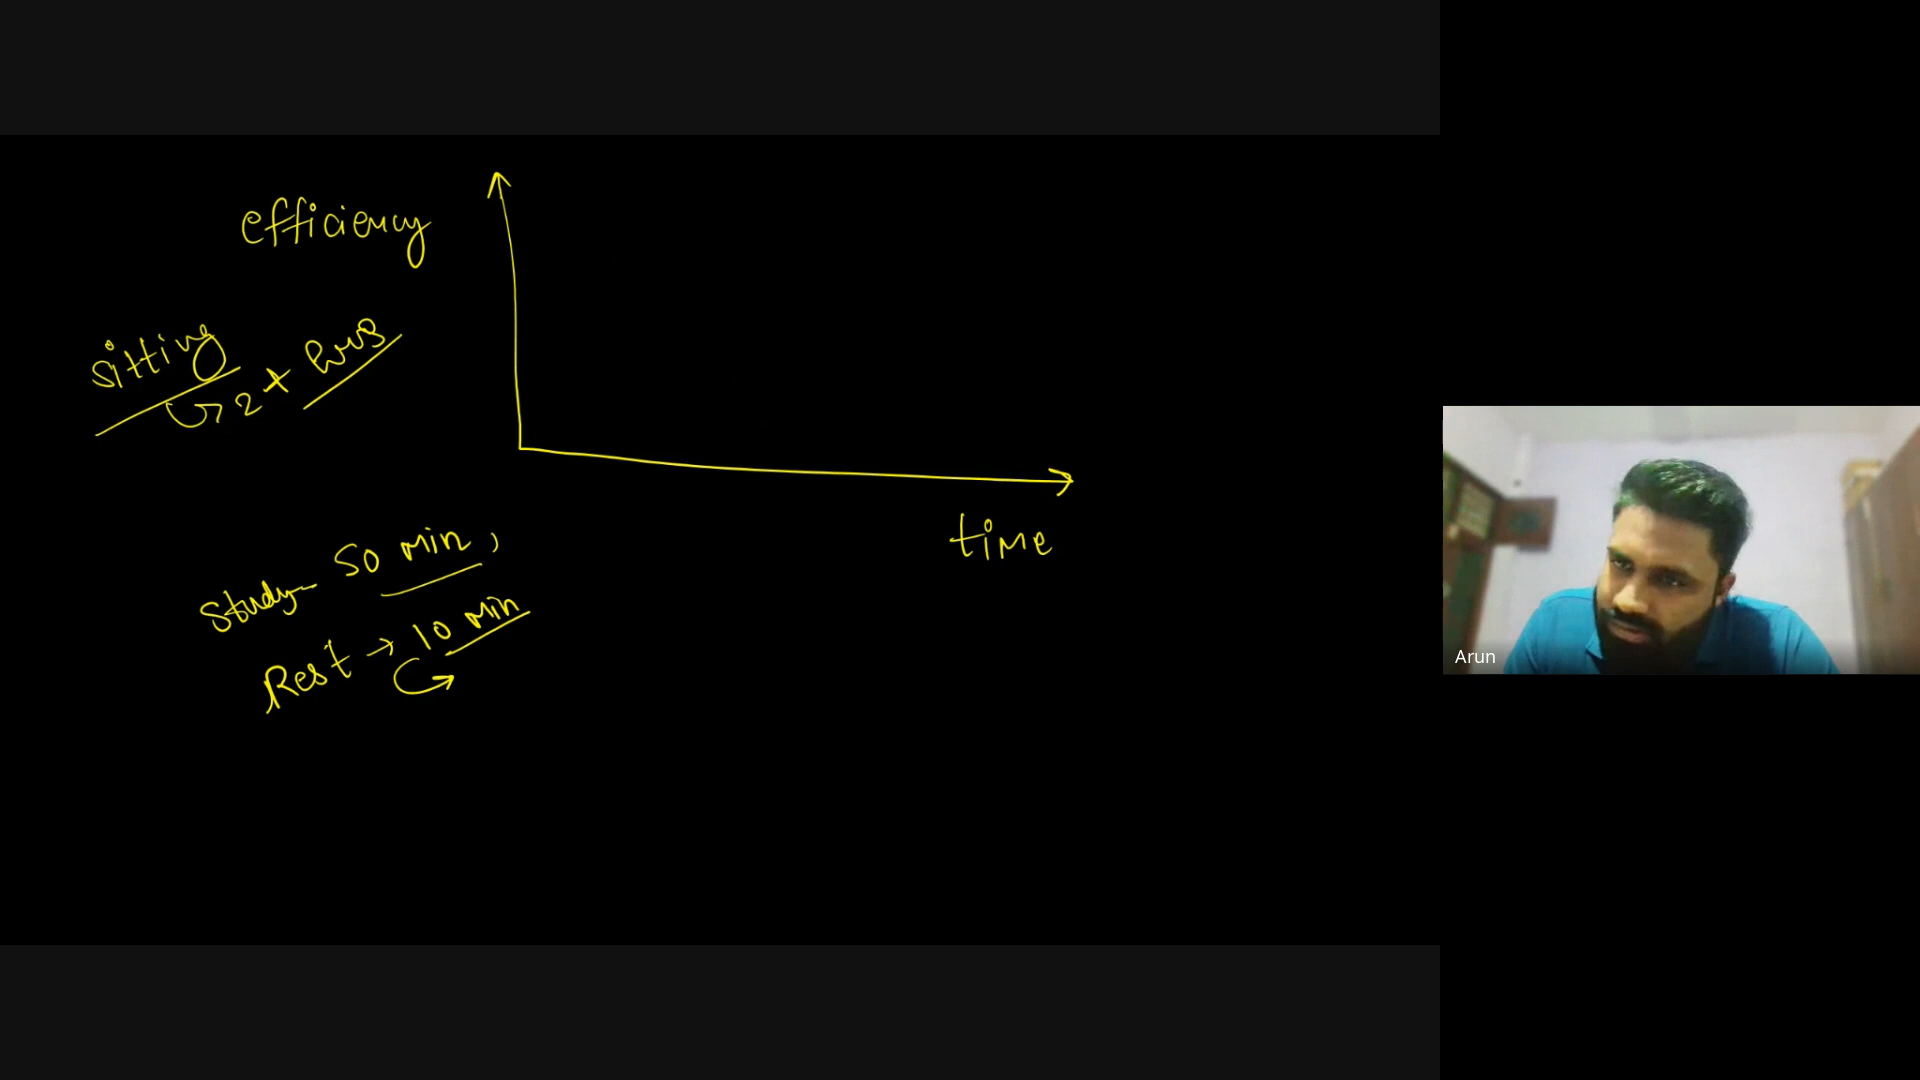 efficiency
sitting
2+ hrs
time
Study- 50 min,
Rest → 10 min
Arun